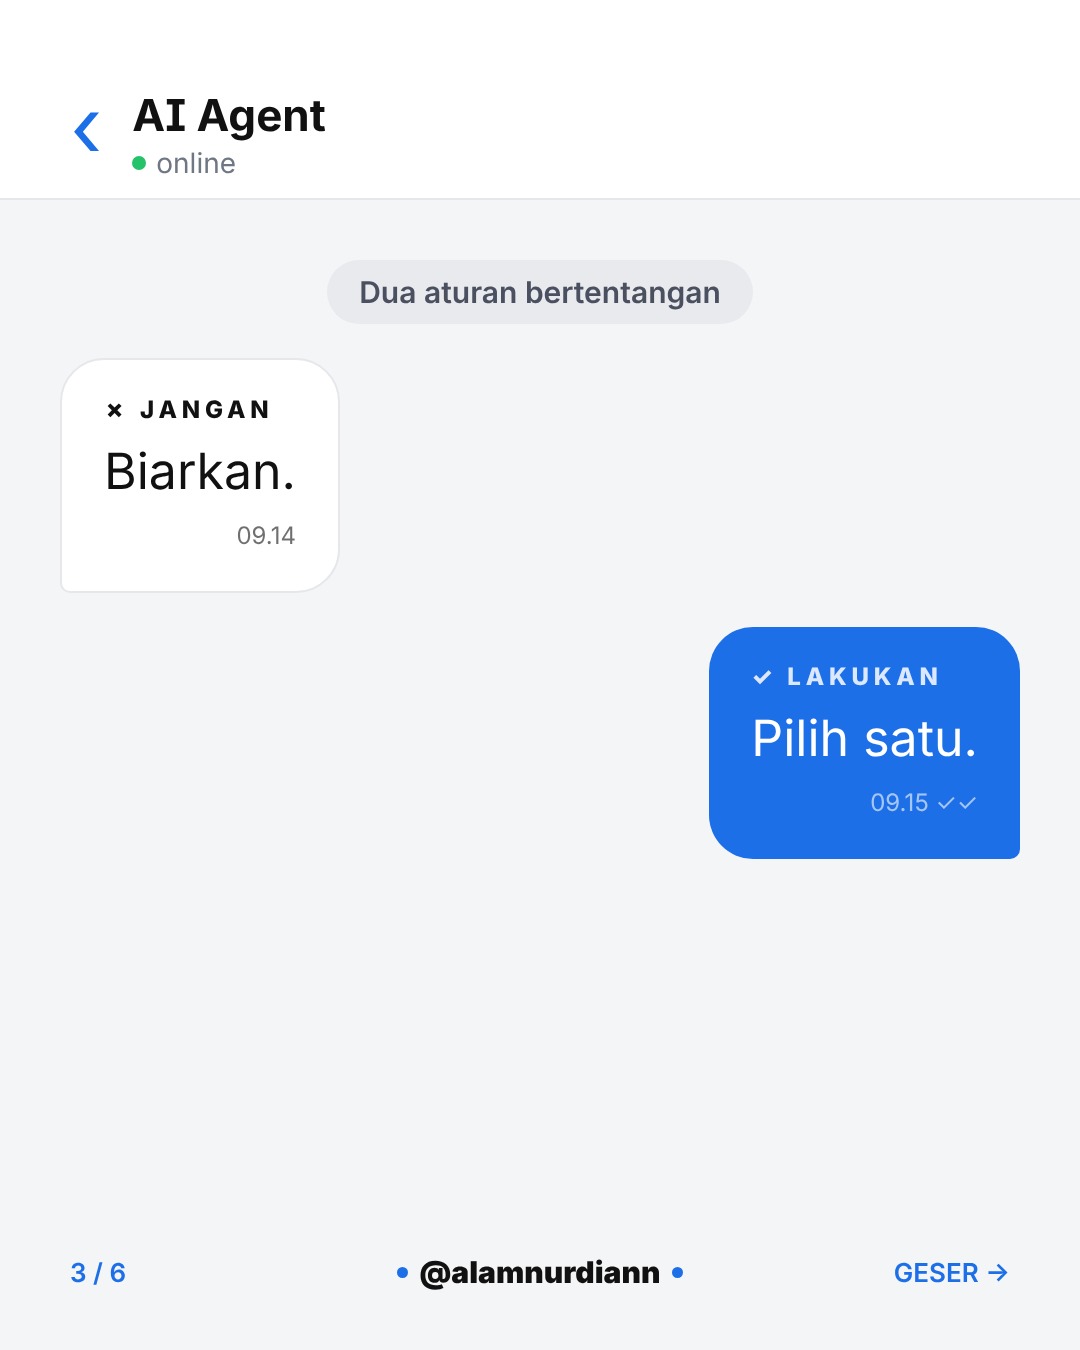 AI Agent
online
Dua aturan bertentangan
× JANGAN
Biarkan.
09.14
✓ LAKUKAN
Pilih satu.
09.15 ✓✓
3 / 6
• @alamnurdiann •
GESER →